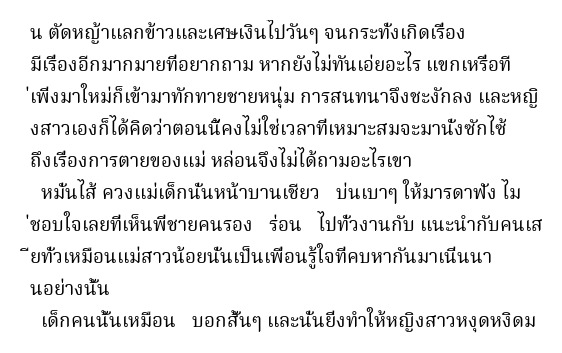 น ตัดหญ้าแลกข้าวและเศษเงินไปวันๆ จนกระทั่งเกิดเรื่อง
มีเรื่องอีกมากมายที่อยากถาม หากยังไม่ทันเอ่ยอะไร แขกเหรื่อที
่เพิ่งมาใหม่ก็เข้ามาทักทายชายหนุ่ม การสนทนาจึงชะงักลง และหญิ
งสาวเองก็ได้คิดว่าตอนนี้คงไม่ใช่เวลาที่เหมาะสมจะมานั่งซักไซ้
ถึงเรื่องการตายของแม่ หล่อนจึงไม่ได้ถามอะไรเขา
หมั่นไส้ ควงแม่เด็กนั่นหน้าบานเชียว บ่นเบาๆ ให้มารดาฟัง ไม
่ชอบใจเลยที่เห็นพี่ชายคนรอง ร่อน ไปทั่วงานกับ แนะนำกับคนเส
ียทั่วเหมือนแม่สาวน้อยนั่นเป็นเพื่อนรู้ใจที่คบหากันมาเนิ่นนา
นอย่างนั้น
เด็กคนนั้นเหมือน บอกสั้นๆ และนั่นยิ่งทำให้หญิงสาวหงุดหงิดม